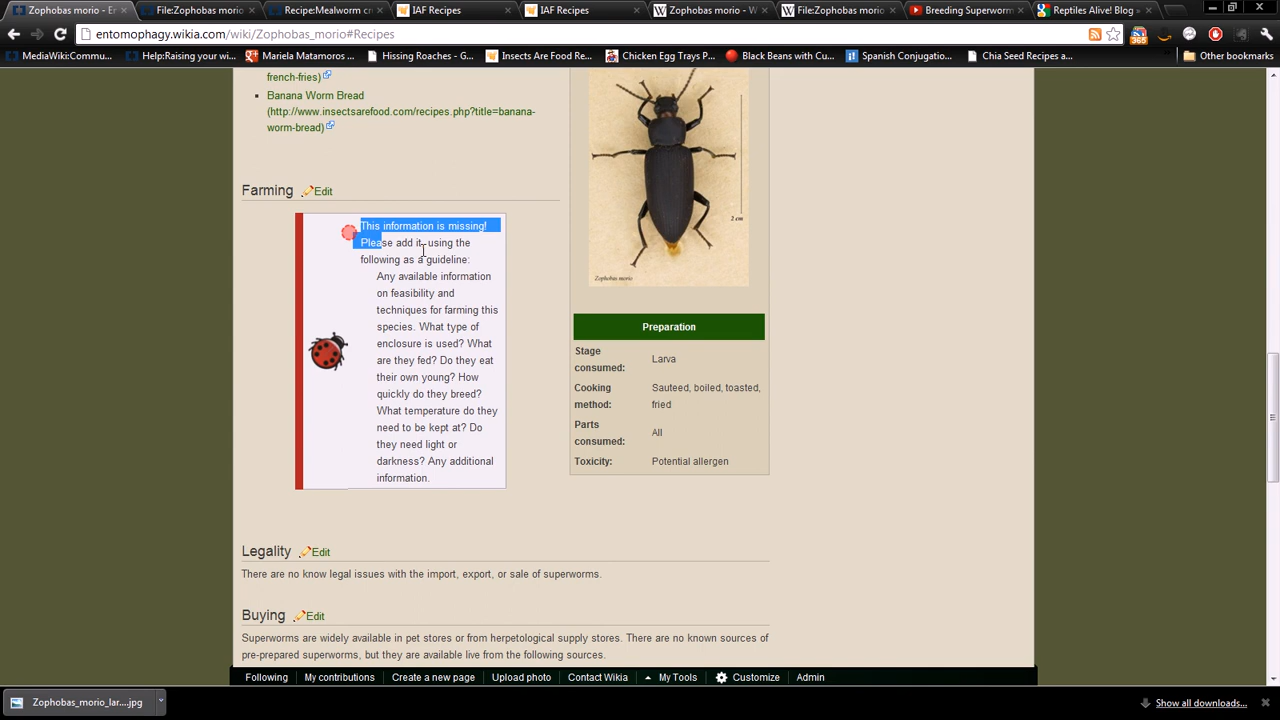 Zophobas morio - E
File:Zophobas morio
Recipe:Mealworm cr
IAF Recipes
IAF Recipes
Zophobas morio - W
File:Zophobas morio
Breeding Superworm
Reptiles Alive! Blog »
entomophagy.wikia.com/wiki/Zophobas_morio#Recipes
MediaWiki:Commu...
Help:Raising your wi...
Mariela Matamoros ...
Hissing Roaches - G...
Insects Are Food Re...
Chicken Egg Trays P...
Black Beans with Cu...
Spanish Conjugation...
Chia Seed Recipes a...
Other bookmarks
french-fries)
Banana Worm Bread
(http://www.insectsarefood.com/recipes.php?title=banana-
worm-bread)
Farming Edit
This information is missing!
Please add it, using the
following as a guideline:
Any available information
on feasibility and
techniques for farming this
species. What type of
enclosure is used? What
are they fed? Do they eat
their own young? How
quickly do they breed?
What temperature do they
need to be kept at? Do
they need light or
darkness? Any additional
information.
2 cm
Zophobas morio
Preparation
Stage
consumed:
Larva
Cooking
method:
Sauteed, boiled, toasted,
fried
Parts
consumed:
All
Toxicity:
Potential allergen
Legality Edit
There are no know legal issues with the import, export, or sale of superworms.
Buying Edit
Superworms are widely available in pet stores or from herpetological supply stores. There are no known sources of
pre-prepared superworms, but they are available live from the following sources.
Following
My contributions
Create a new page
Upload photo
Contact Wikia
My Tools
Customize
Admin
Zophobas_morio_lar....jpg
Show all downloads...